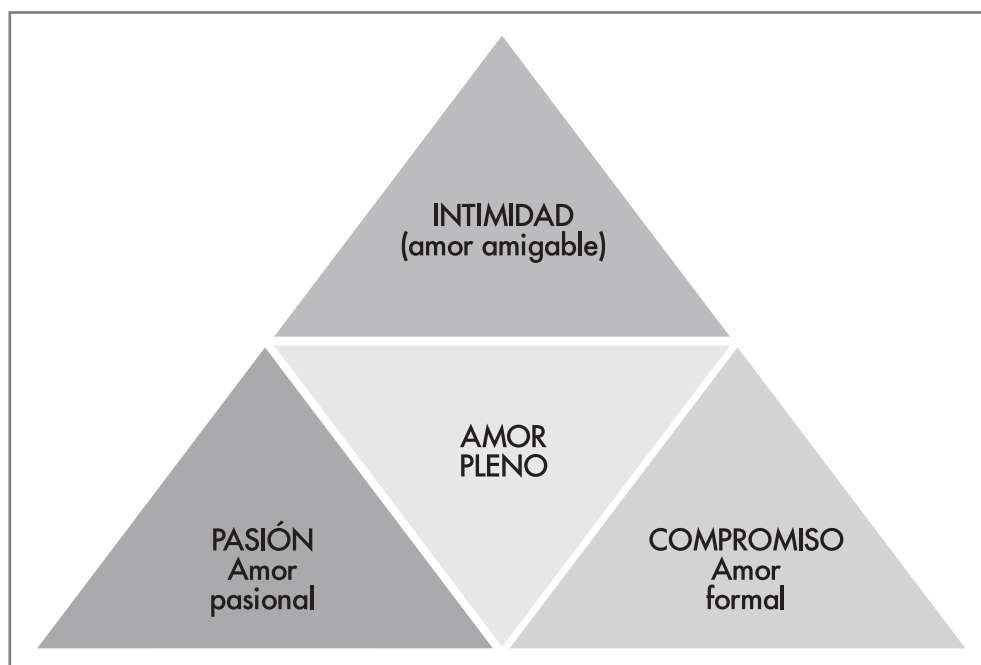 INTIMIDAD
(amor amigable)
AMOR
PLENO
PASIÓN
Amor
pasional
COMPROMISO
Amor
formal